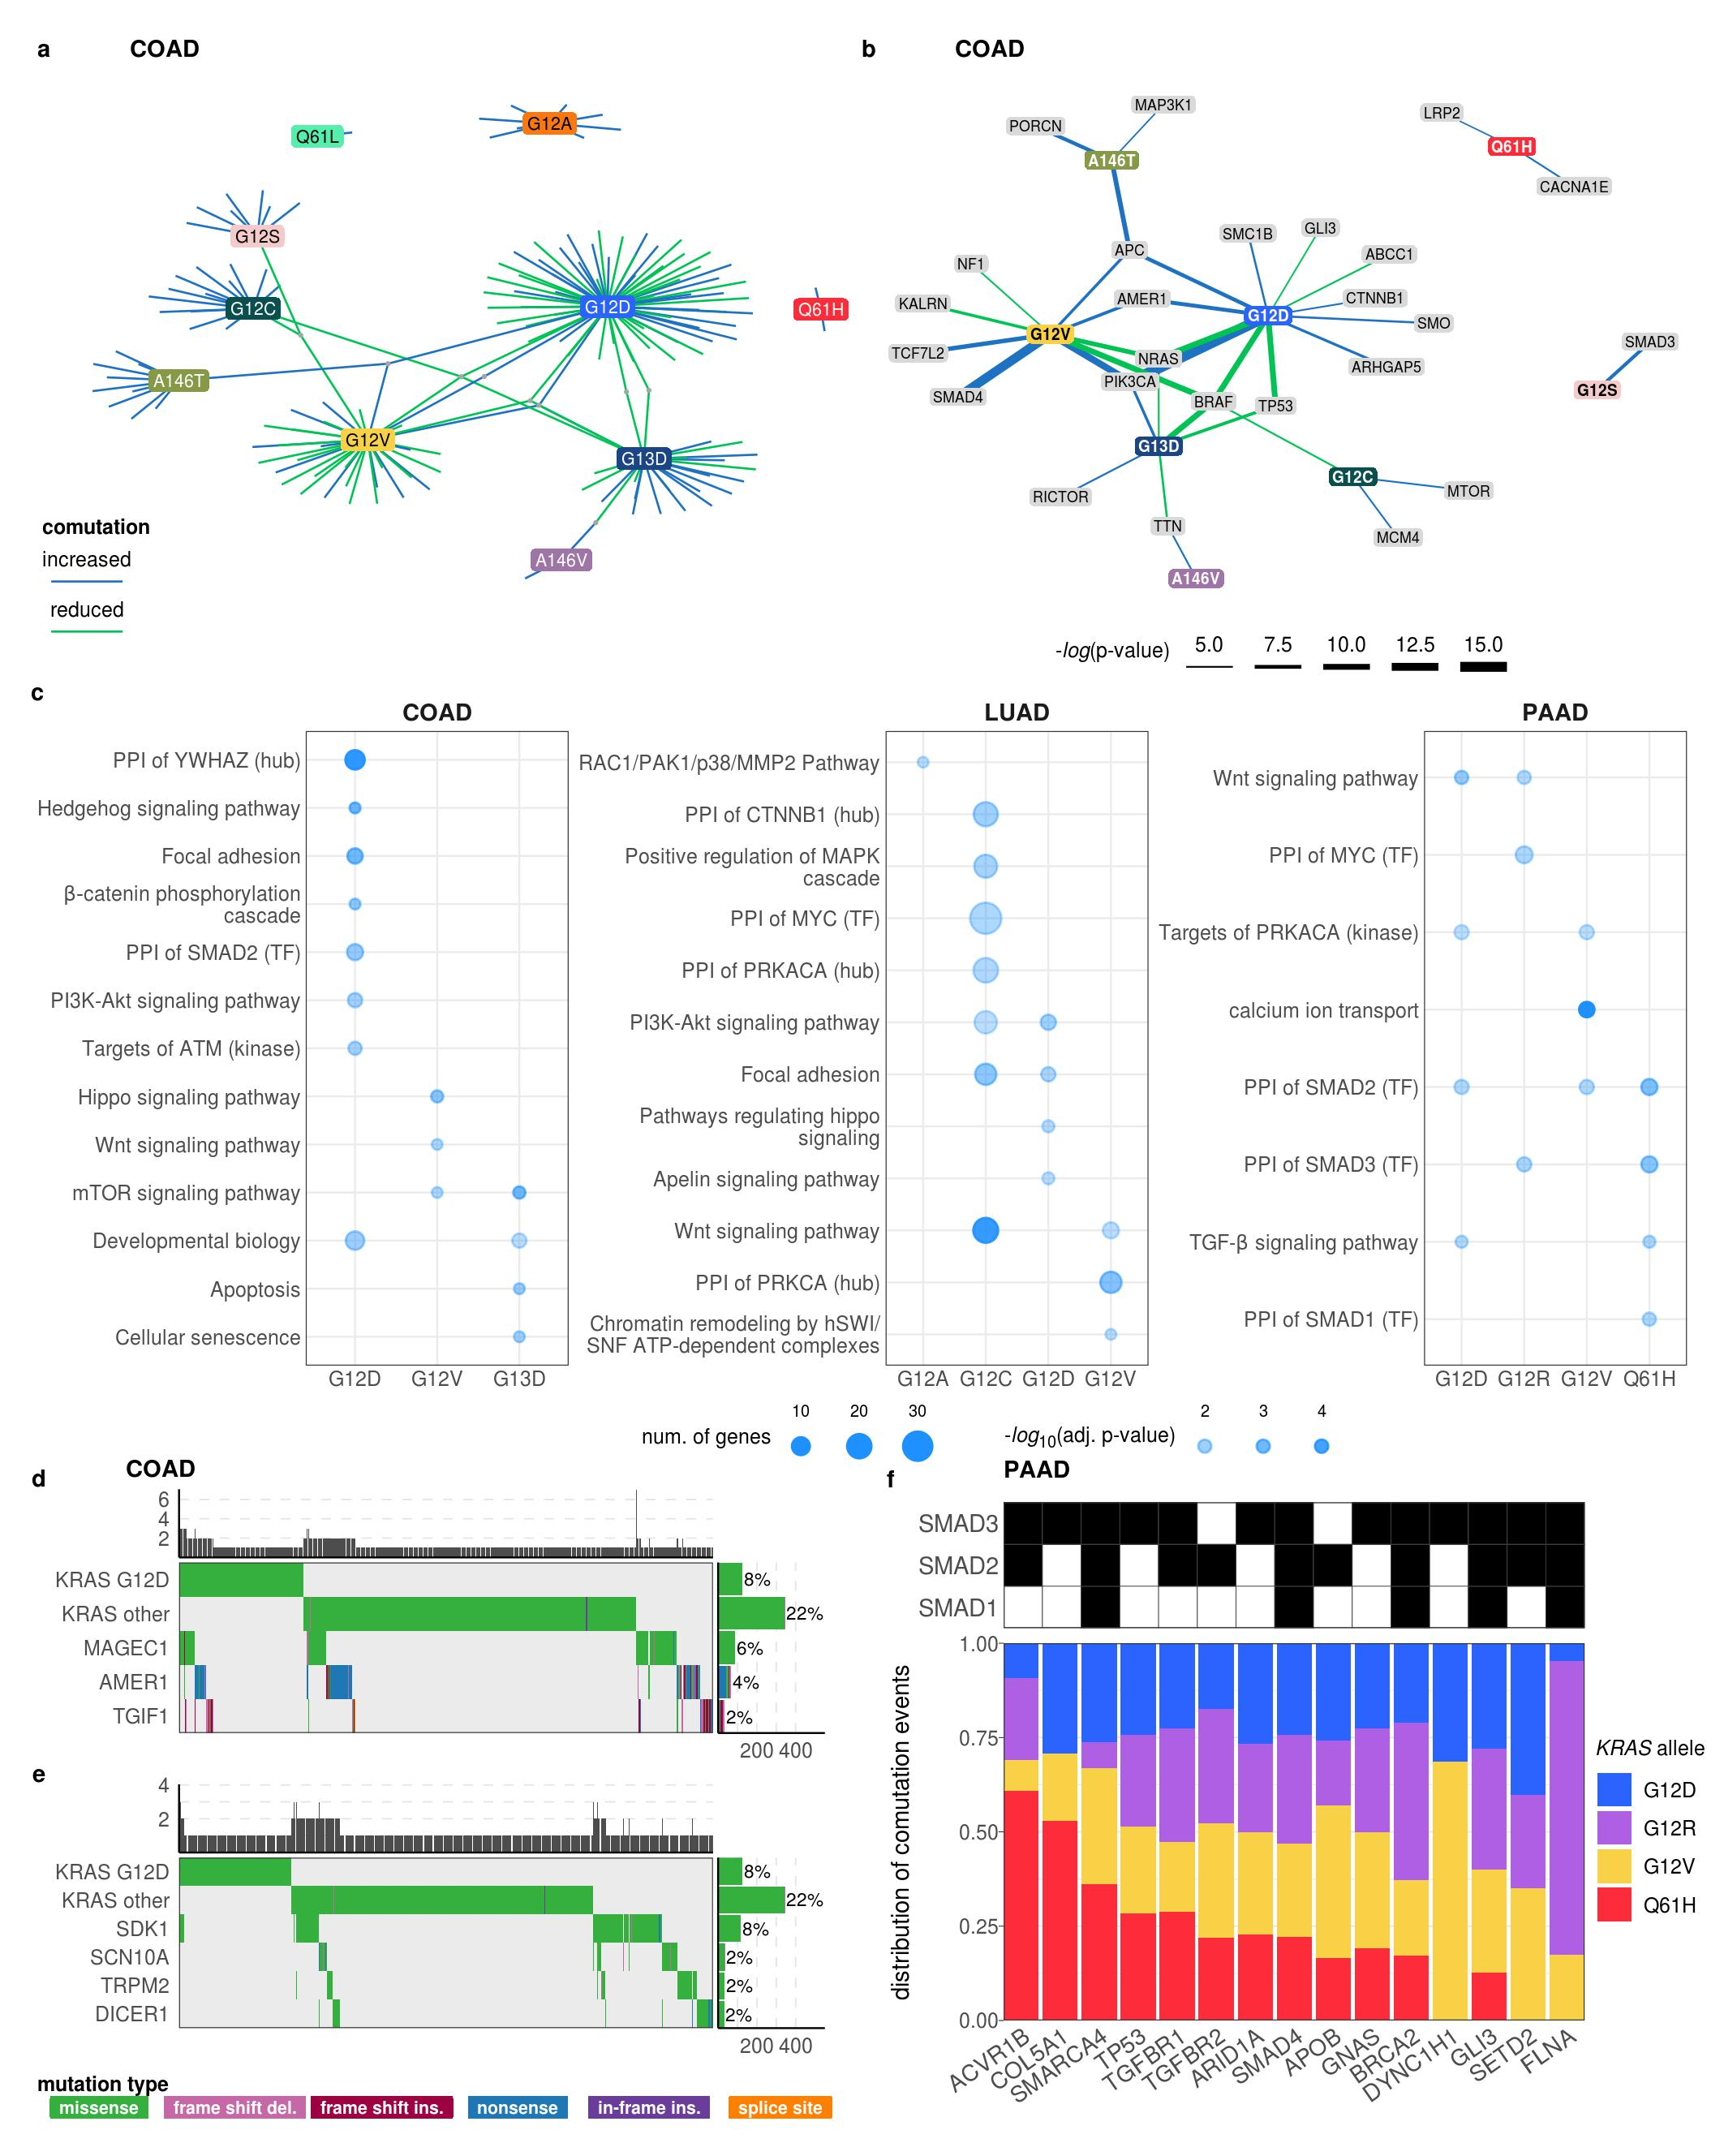 a
COAD
Q61L
G12A
G12S
G12C
G12D
Q61H
A146T
G12V
G13D
A146V
comutation
increased
reduced
b
COAD
MAP3K1
PORCN
A146T
LRP2
Q61H
CACNA1E
SMC1B
GLI3
APC
ABCC1
NF1
KALRN
AMER1
CTNNB1
G12D
SMO
G12V
TCF7L2
NRAS
ARHGAP5
SMAD3
PIK3CA
SMAD4
BRAF
TP53
G12S
G13D
G12C
RICTOR
MTOR
TTN
MCM4
A146V
-log(p-value)
5.0
7.5
10.0
12.5
15.0
c
COAD
PPI of YWHAZ (hub)
Hedgehog signaling pathway
Focal adhesion
β-catenin phosphorylation
cascade
PPI of SMAD2 (TF)
PI3K-Akt signaling pathway
Targets of ATM (kinase)
Hippo signaling pathway
Wnt signaling pathway
mTOR signaling pathway
Developmental biology
Apoptosis
Cellular senescence
G12D G12V G13D
LUAD
RAC1/PAK1/p38/MMP2 Pathway
PPI of CTNNB1 (hub)
Positive regulation of MAPK
cascade
PPI of MYC (TF)
PPI of PRKACA (hub)
PI3K-Akt signaling pathway
Focal adhesion
Pathways regulating hippo
signaling
Apelin signaling pathway
Wnt signaling pathway
PPI of PRKCA (hub)
Chromatin remodeling by hSWI/
SNF ATP-dependent complexes
G12A G12C G12D G12V
PAAD
Wnt signaling pathway
PPI of MYC (TF)
Targets of PRKACA (kinase)
calcium ion transport
PPI of SMAD2 (TF)
PPI of SMAD3 (TF)
TGF-β signaling pathway
PPI of SMAD1 (TF)
G12D G12R G12V Q61H
num. of genes
10
20
30
-log10(adj. p-value)
2
3
4
d
COAD
6
4
2
KRAS G12D
8%
KRAS other
22%
MAGEC1
6%
AMER1
4%
TGIF1
2%
200 400
e
4
2
KRAS G12D
8%
KRAS other
22%
SDK1
8%
SCN10A
2%
TRPM2
2%
DICER1
2%
200 400
mutation type
missense
frame shift del.
frame shift ins.
nonsense
in-frame ins.
splice site
f
PAAD
SMAD3
SMAD2
SMAD1
1.00
0.75
0.50
0.25
0.00
distribution of comutation events
ACVR1B
COL5A1
SMARCA4
TP53
TGFBR1
TGFBR2
ARID1A
SMAD4
APOB
GNAS
BRCA2
DYNC1H1
GLI3
SETD2
FLNA
KRAS allele
G12D
G12R
G12V
Q61H